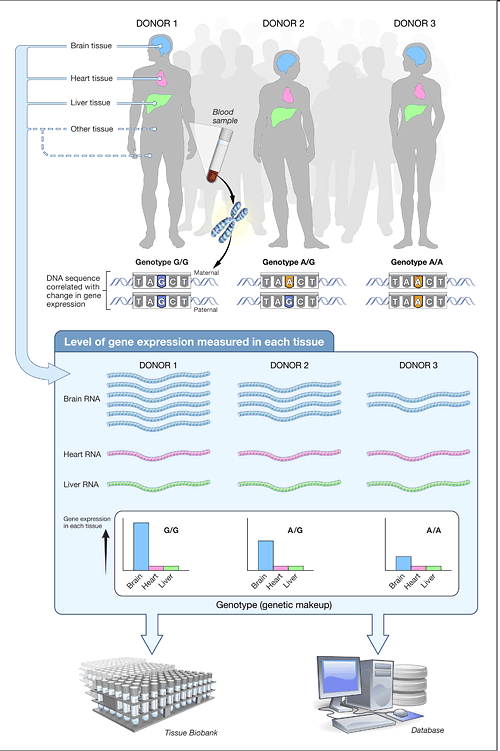 DONOR 1
DONOR 2
DONOR 3
Brain tissue
Heart tissue
Liver tissue
Other tissue
Blood
sample
Genotype G/G
Genotype A/G
Genotype A/A
Maternal
DNA sequence
correlated with
change in gene
expression
T A G C T
T A A C T
T A A C T
T A G C T
T A G C T
T A A C T
Paternal
Level of gene expression measured in each tissue
DONOR 1
DONOR 2
DONOR 3
Brain RNA
Heart RNA
Liver RNA
Gene expression
in each tissue
G/G
A/G
A/A
Brain
Heart
Liver
Brain
Heart
Liver
Brain
Heart
Liver
Genotype (genetic makeup)
Tissue Biobank
Database